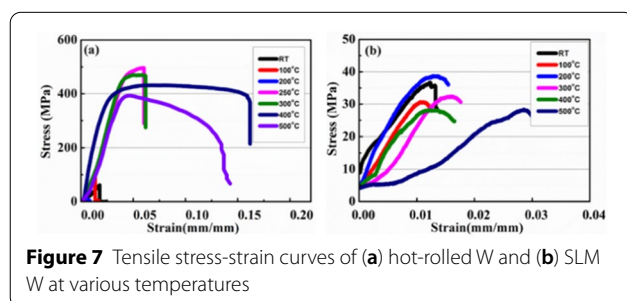 (a)
600
400
200
0
Stress (MPa)
RT
100°C
200°C
250°C
300°C
400°C
500°C
0.00 0.05 0.10 0.15 0.20
Strain(mm/mm)
(b)
50
40
30
20
10
0
Stress (MPa)
RT
100°C
200°C
300°C
400°C
500°C
0.00 0.01 0.02 0.03 0.04
Strain(mm/mm)
Figure 7 Tensile stress-strain curves of (a) hot-rolled W and (b) SLM
W at various temperatures